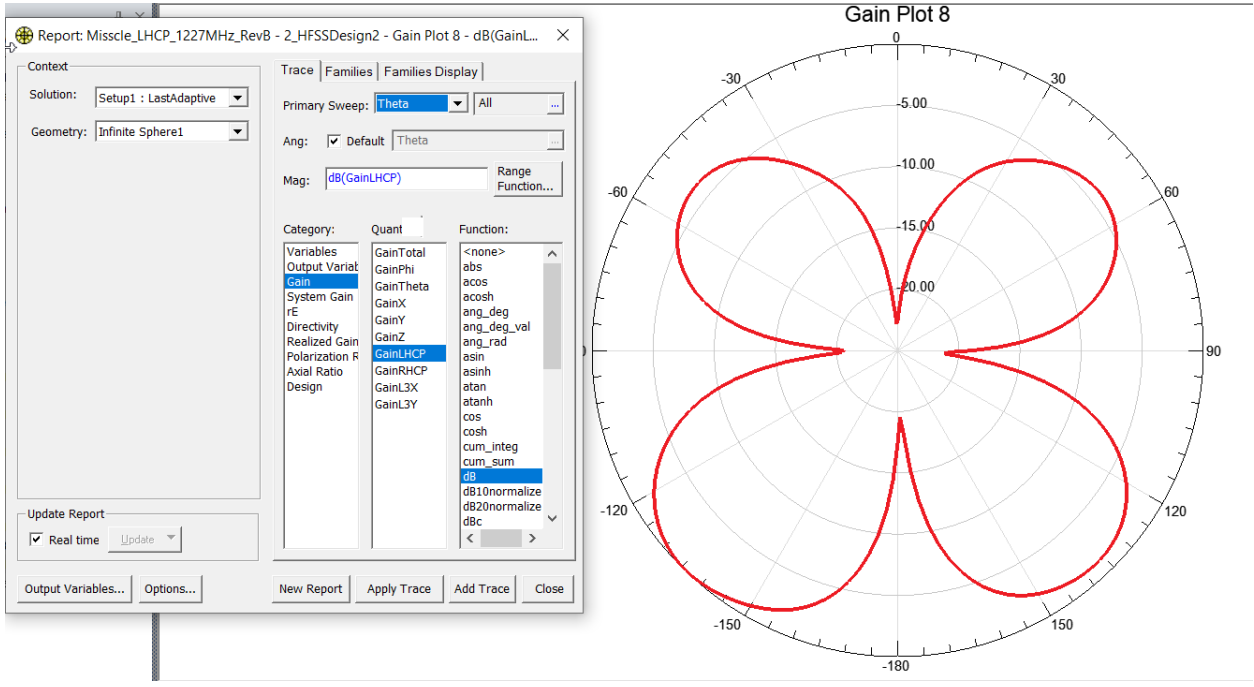 Gain Plot 8
Report: Misscle_LHCP_1227MHz_RevB - 2_HFSSDesign2 - Gain Plot 8 - dB(GainL...
Context
Solution: Setup1 : LastAdaptive
Geometry: Infinite Sphere1
Trace Families Families Display
Primary Sweep: Theta All ...
Ang: Default Theta ...
Mag: dB(GainLHCP) Range
Function...
Category:
Variables
Output Variab
Gain
System Gain
rE
Directivity
Realized Gain
Polarization R
Axial Ratio
Design
Quant
GainTotal
GainPhi
GainTheta
GainX
GainY
GainZ
GainLHCP
GainRHCP
GainL3X
GainL3Y
Function:
<none>
abs
acos
acosh
ang_deg
ang_deg_val
ang_rad
asin
asinh
atan
atanh
cos
cosh
cum_integ
cum_sum
dB
dB10normalize
dB20normalize
dBc
Update Report
Real time Update
Output Variables... Options... New Report Apply Trace Add Trace Close
0
-30 30
-5.00
-10.00
-60 60
-15.00
-20.00
90
-120 120
-150 150
-180